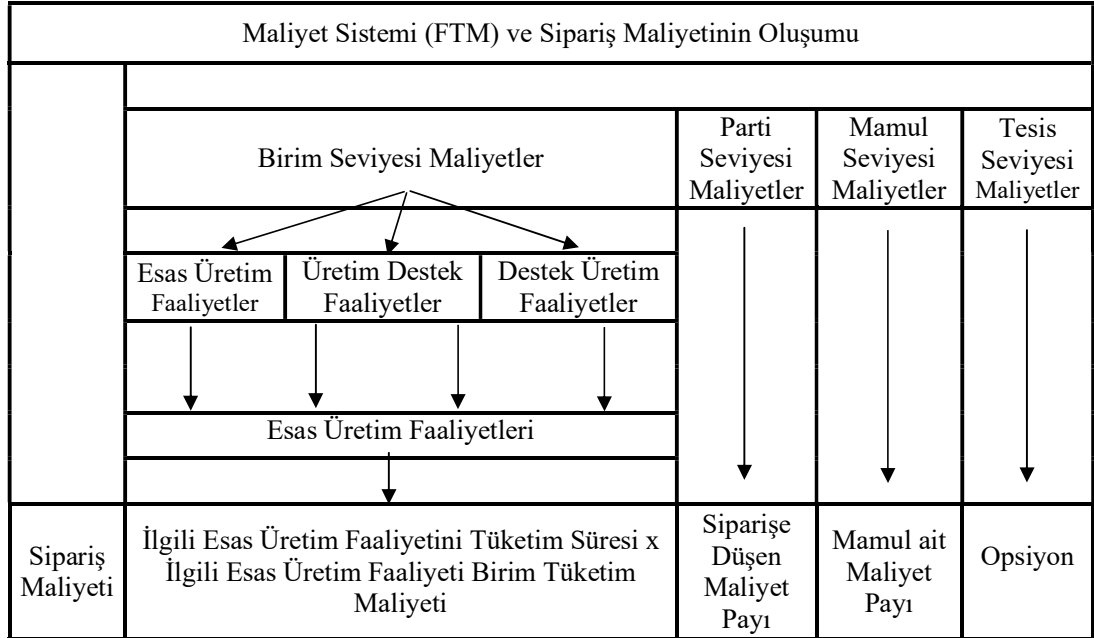 Maliyet Sistemi (FTM) ve Sipariş Maliyetinin Oluşumu
Birim Seviyesi Maliyetler
Parti
Seviyesi
Maliyetler
Mamul
Seviyesi
Maliyetler
Tesis
Seviyesi
Maliyetler
Esas Üretim
Faaliyetler
Üretim Destek
Faaliyetler
Destek Üretim
Faaliyetler
Esas Üretim Faaliyetleri
Sipariş
Maliyeti
İlgili Esas Üretim Faaliyetini Tüketim Süresi x
İlgili Esas Üretim Faaliyeti Birim Tüketim
Maliyeti
Siparişe
Düşen
Maliyet
Payı
Mamul ait
Maliyet
Payı
Opsiyon